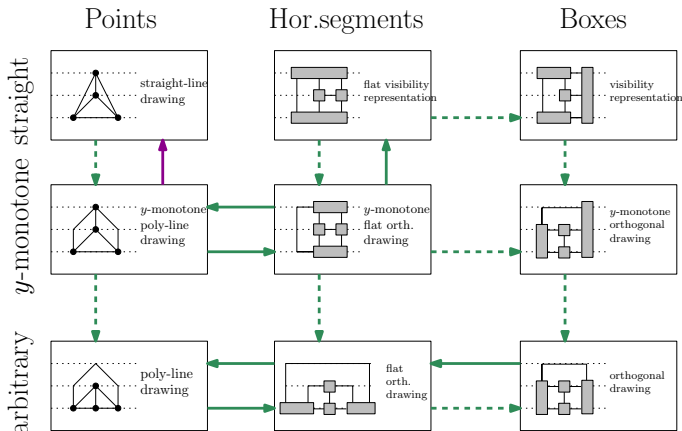 Points
Hor.segments
Boxes
straight
straight-line
drawing
flat visibility
representation
visibility
representation
y-monotone
y-monotone
poly-line
drawing
y-monotone
flat orth.
drawing
y-monotone
orthogonal
drawing
arbitrary
poly-line
drawing
flat
orth.
drawing
orthogonal
drawing